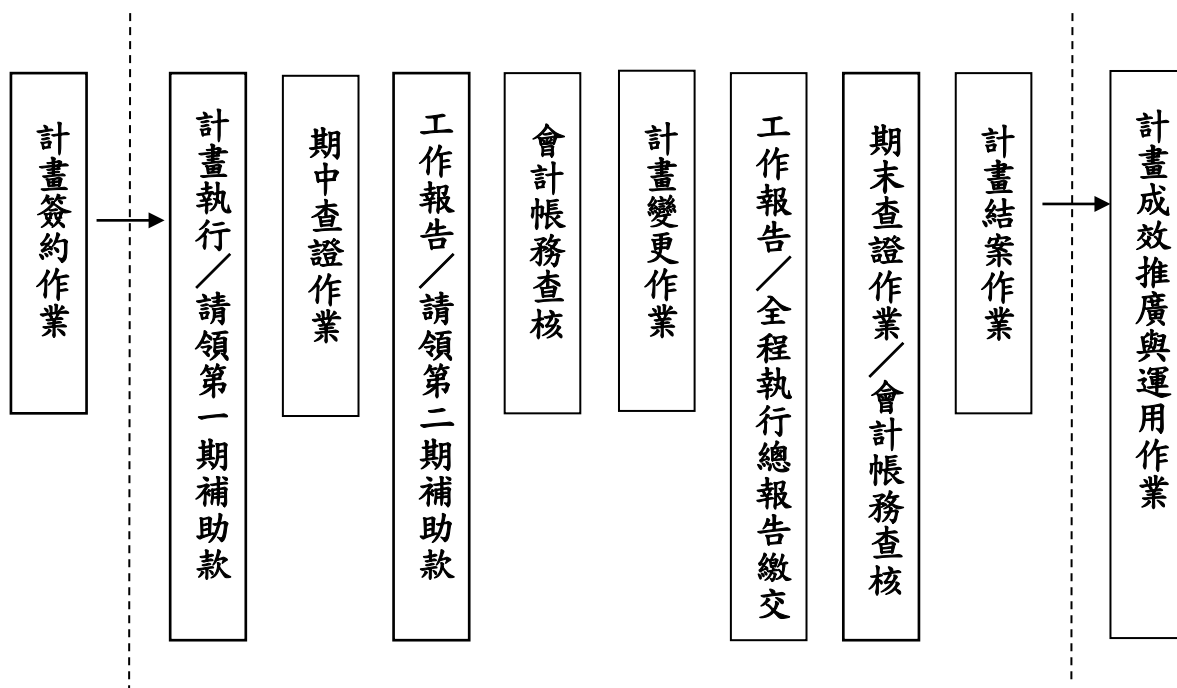 計畫簽約作業
計畫執行／請領第一期補助款
期中查證作業
工作報告／請領第二期補助款
會計帳務查核
計畫變更作業
工作報告／全程執行總報告繳交
期末查證作業／會計帳務查核
計畫結案作業
計畫成效推廣與運用作業